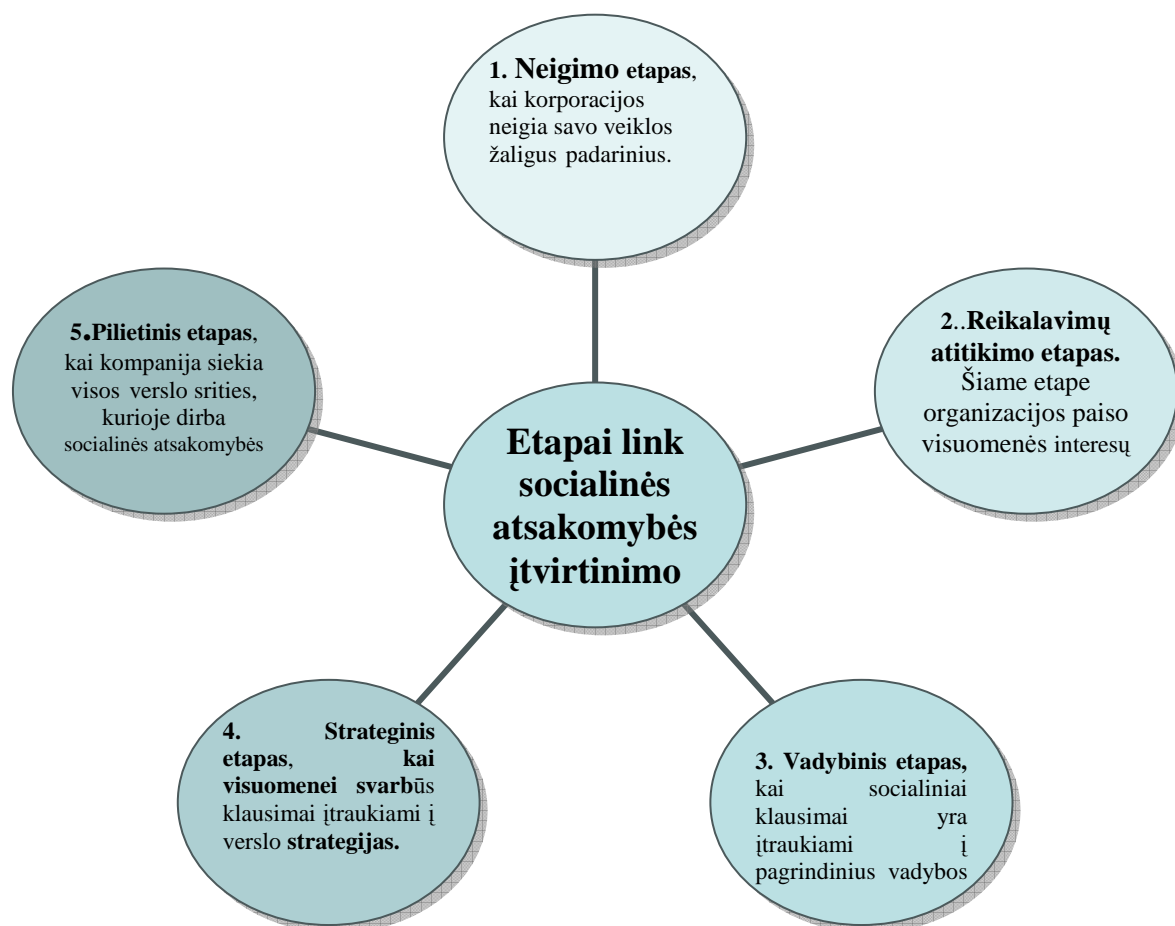 1. Neigimo etapas,
kai korporacijos
neigia savo veiklos
žaligus padarinius.
2..Reikalavimų
atitikimo etapas.
Šiame etape
organizacijos paiso
visuomenės interesų
3. Vadybinis etapas,
kai socialiniai
klausimai yra
įtraukiami į
pagrindinius vadybos
4. Strateginis
etapas, kai
visuomenei svarbūs
klausimai įtraukiami į
verslo strategijas.
5.Pilietinis etapas,
kai kompanija siekia
visos verslo srities,
kurioje dirba
socialinės atsakomybės
Etapai link
socialinės
atsakomybės
įtvirtinimo